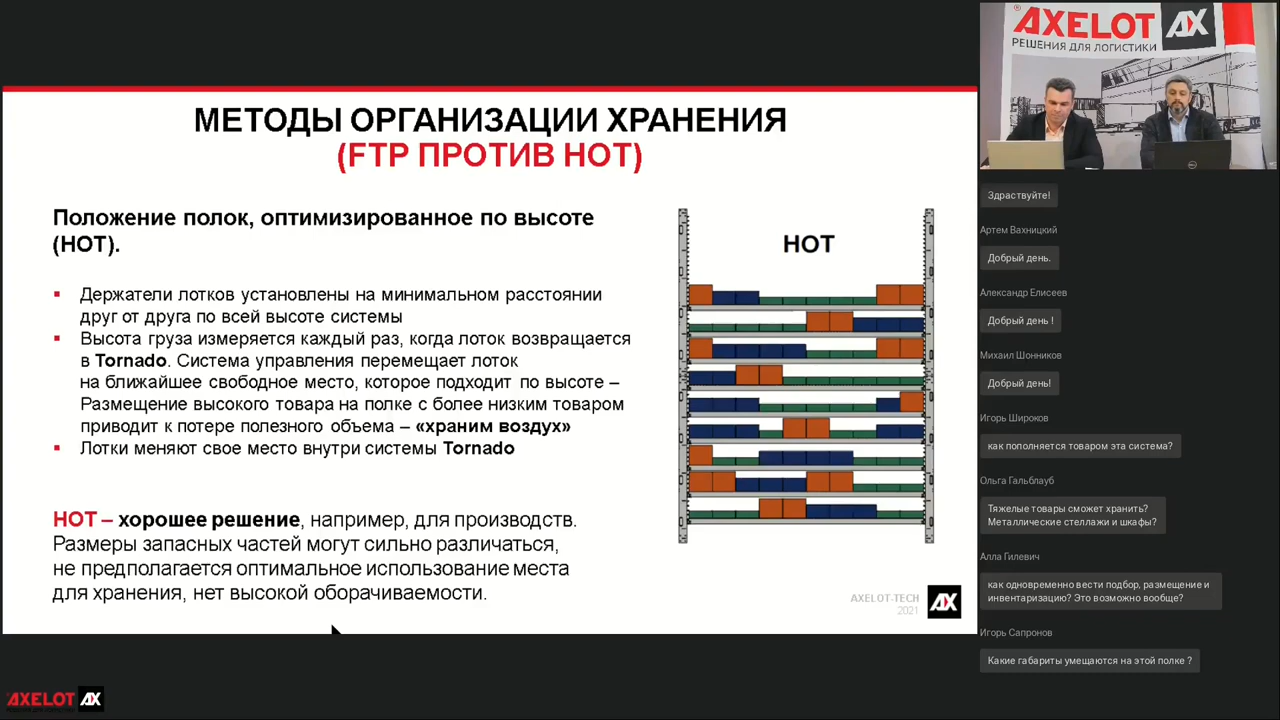 МЕТОДЫ ОРГАНИЗАЦИИ ХРАНЕНИЯ
(FTP ПРОТИВ HOT)
Положение полок, оптимизированное по высоте
(HOT).
Держатели лотков установлены на минимальном расстоянии
друг от друга по всей высоте системы
Высота груза измеряется каждый раз, когда лоток возвращается
в Tornado. Система управления перемещает лоток
на ближайшее свободное место, которое подходит по высоте –
Размещение высокого товара на полке с более низким товаром
приводит к потере полезного объема – «храним воздух»
Лотки меняют свое место внутри системы Tornado
HOT – хорошее решение, например, для производств.
Размеры запасных частей могут сильно различаться,
не предполагается оптимальное использование места
для хранения, нет высокой оборачиваемости.
HOT
AXELOT-TECH
2021
AXELOT
РЕШЕНИЯ ДЛЯ ЛОГИСТИКИ
Здраствуйте!
Артем Вахницкий
Добрый день.
Александр Елисеев
Добрый день !
Михаил Шонников
Добрый день!
Игорь Широков
как пополняется товаром эта система?
Ольга Гальблауб
Тяжелые товары сможет хранить?
Металлические стеллажи и шкафы?
Алла Гилевич
как одновременно вести подбор, размещение и
инвентаризацию? Это возможно вообще?
Игорь Сапронов
Какие габариты умещаются на этой полке ?
AXELOT
РЕШЕНИЯ ДЛЯ ЛОГИСТИКИ